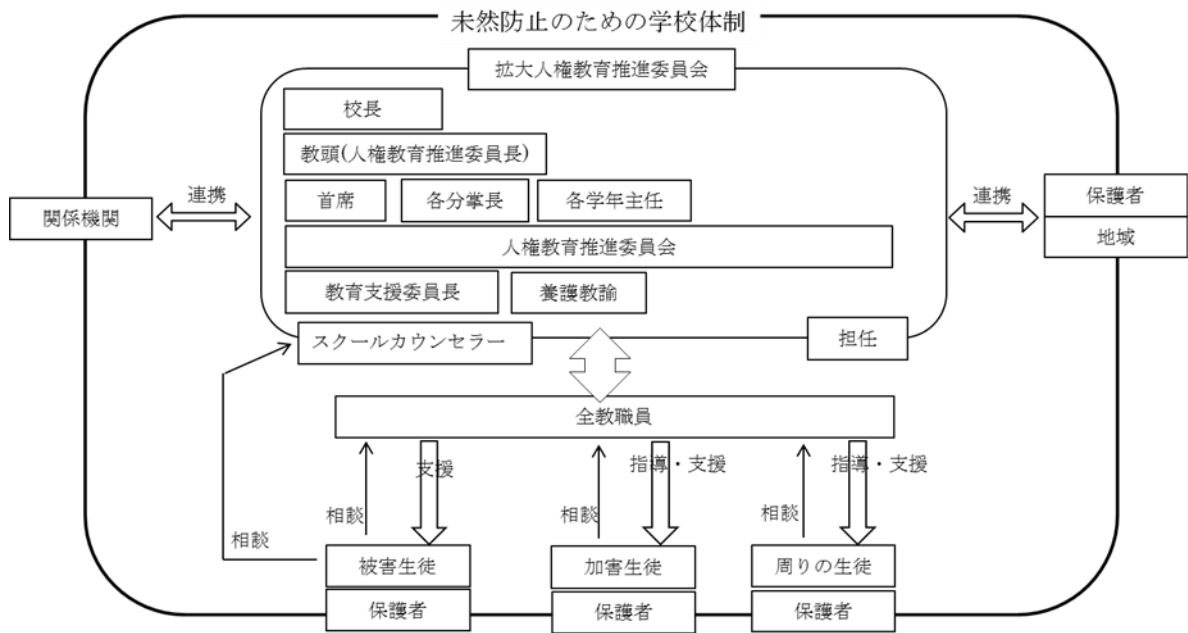 未然防止のための学校体制
拡大人権教育推進委員会
校長
教頭(人権教育推進委員長)
首席
各分掌長
各学年主任
人権教育推進委員会
教育支援委員長
養護教諭
スクールカウンセラー
担任
連携
関係機関
連携
保護者
地域
全教職員
支援
指導・支援
指導・支援
相談
相談
相談
相談
被害生徒
保護者
加害生徒
保護者
周りの生徒
保護者